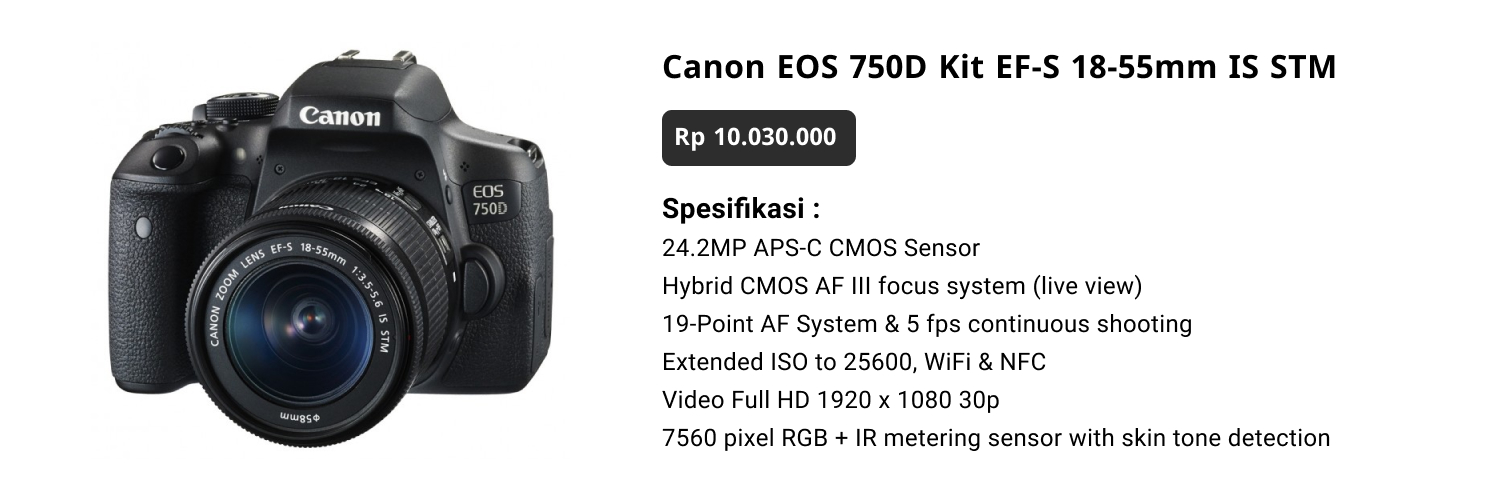 Canon
EOS
750D
CANON ZOOM LENS EF-S 18-55mm 1:3.5-5.6 IS STM
ϕ58mm
Canon EOS 750D Kit EF-S 18-55mm IS STM
Rp 10.030.000
Spesifikasi :
24.2MP APS-C CMOS Sensor
Hybrid CMOS AF III focus system (live view)
19-Point AF System & 5 fps continuous shooting
Extended ISO to 25600, WiFi & NFC
Video Full HD 1920 x 1080 30p
7560 pixel RGB + IR metering sensor with skin tone detection